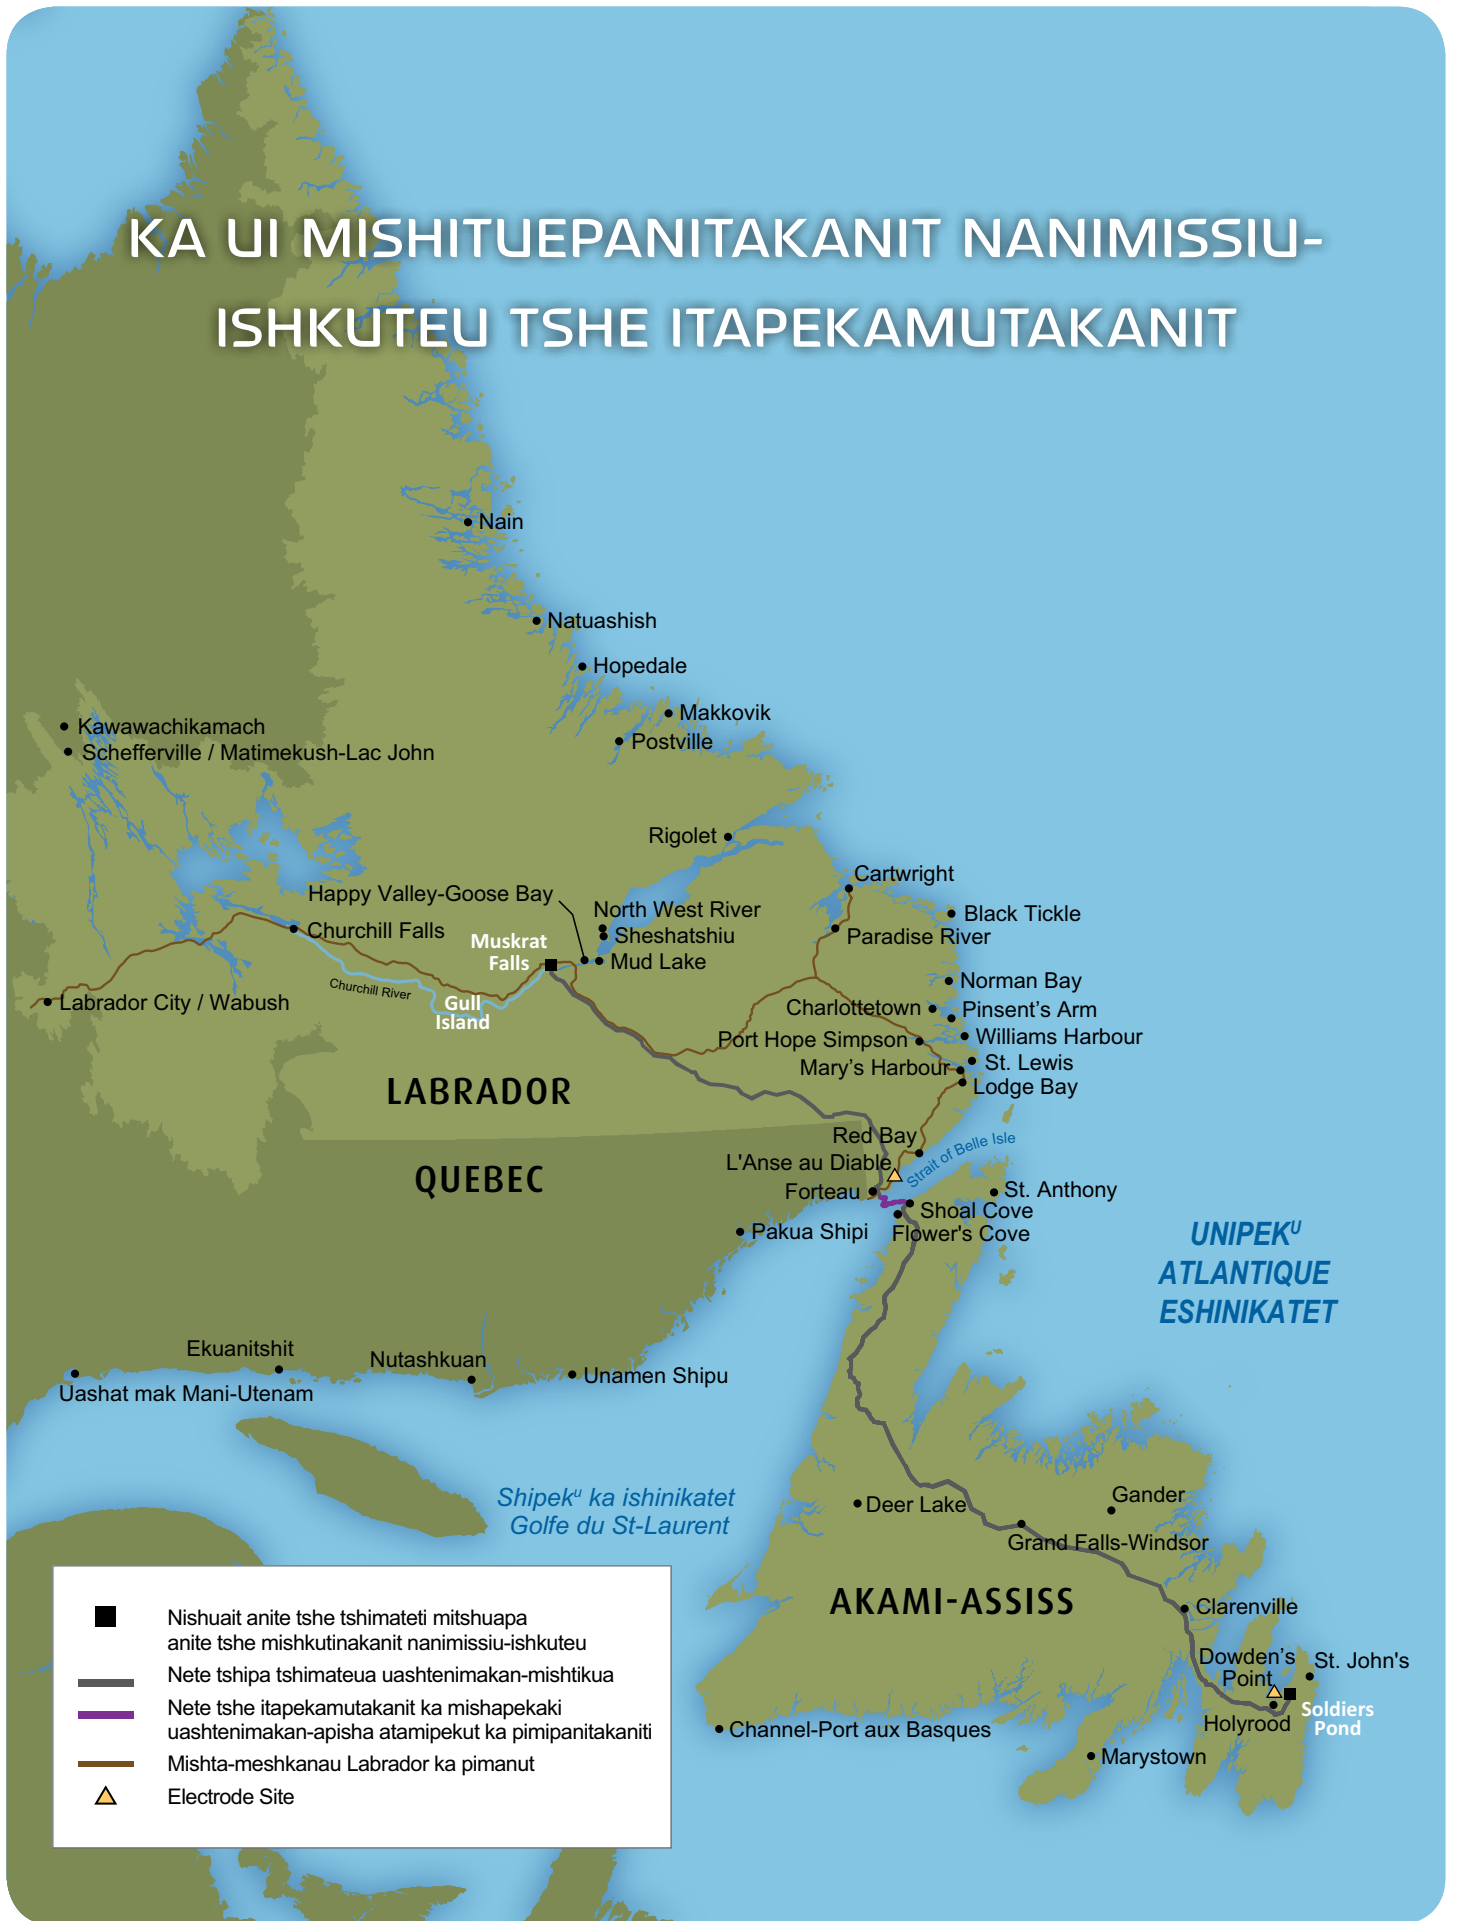 KA UI MISHITUEPANITAKANIT NANIMISSIU-
ISHKUTEU TSHE ITAPEKAMUTAKANIT
Nain
Natuashish
Hopedale
Makkovik
Postville
Kawawachikamach
Schefferville / Matimekush-Lac John
Rigolet
Cartwright
Happy Valley-Goose Bay
North West River
Black Tickle
Churchill Falls
Sheshatshiu
Paradise River
Muskrat
Falls
Mud Lake
Norman Bay
Churchill River
Labrador City / Wabush
Gull
Island
Charlottetown
Pinsent's Arm
Port Hope Simpson
Williams Harbour
St. Lewis
Mary's Harbour
Lodge Bay
LABRADOR
Red Bay
Strait of Belle Isle
QUEBEC
L'Anse au Diable
Forteau
St. Anthony
Shoal Cove
Flower's Cove
Pakua Shipi
UNIPEKᵁ
ATLANTIQUE
ESHINIKATET
Ekuanitshit
Nutashkuan
Unamen Shipu
Uashat mak Mani-Utenam
Shipekᵘ ka ishinikatet
Golfe du St-Laurent
Deer Lake
Gander
Grand Falls-Windsor
AKAMI-ASSISS
Clarenville
Dowden's
Point
St. John's
Soldiers
Pond
Holyrood
Channel-Port aux Basques
Marystown
Nishuait anite tshe tshimateti mitshuapa
anite tshe mishkutinakanit nanimissiu-ishkuteu
Nete tshipa tshimateua uashtenimakan-mishtikua
Nete tshe itapekamutakanit ka mishapekaki
uashtenimakan-apisha atamipekut ka pimipanitakaniti
Mishta-meshkanau Labrador ka pimanut
Electrode Site